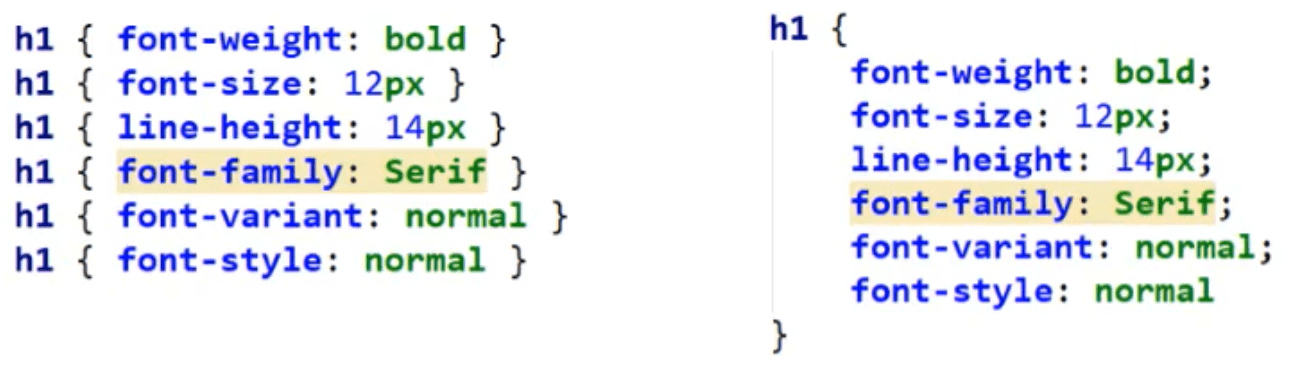 h1 { font-weight: bold }
h1 { font-size: 12px }
h1 { line-height: 14px }
h1 { font-family: Serif }
h1 { font-variant: normal }
h1 { font-style: normal }
h1 {
font-weight: bold;
font-size: 12px;
line-height: 14px;
font-family: Serif;
font-variant: normal;
font-style: normal
}